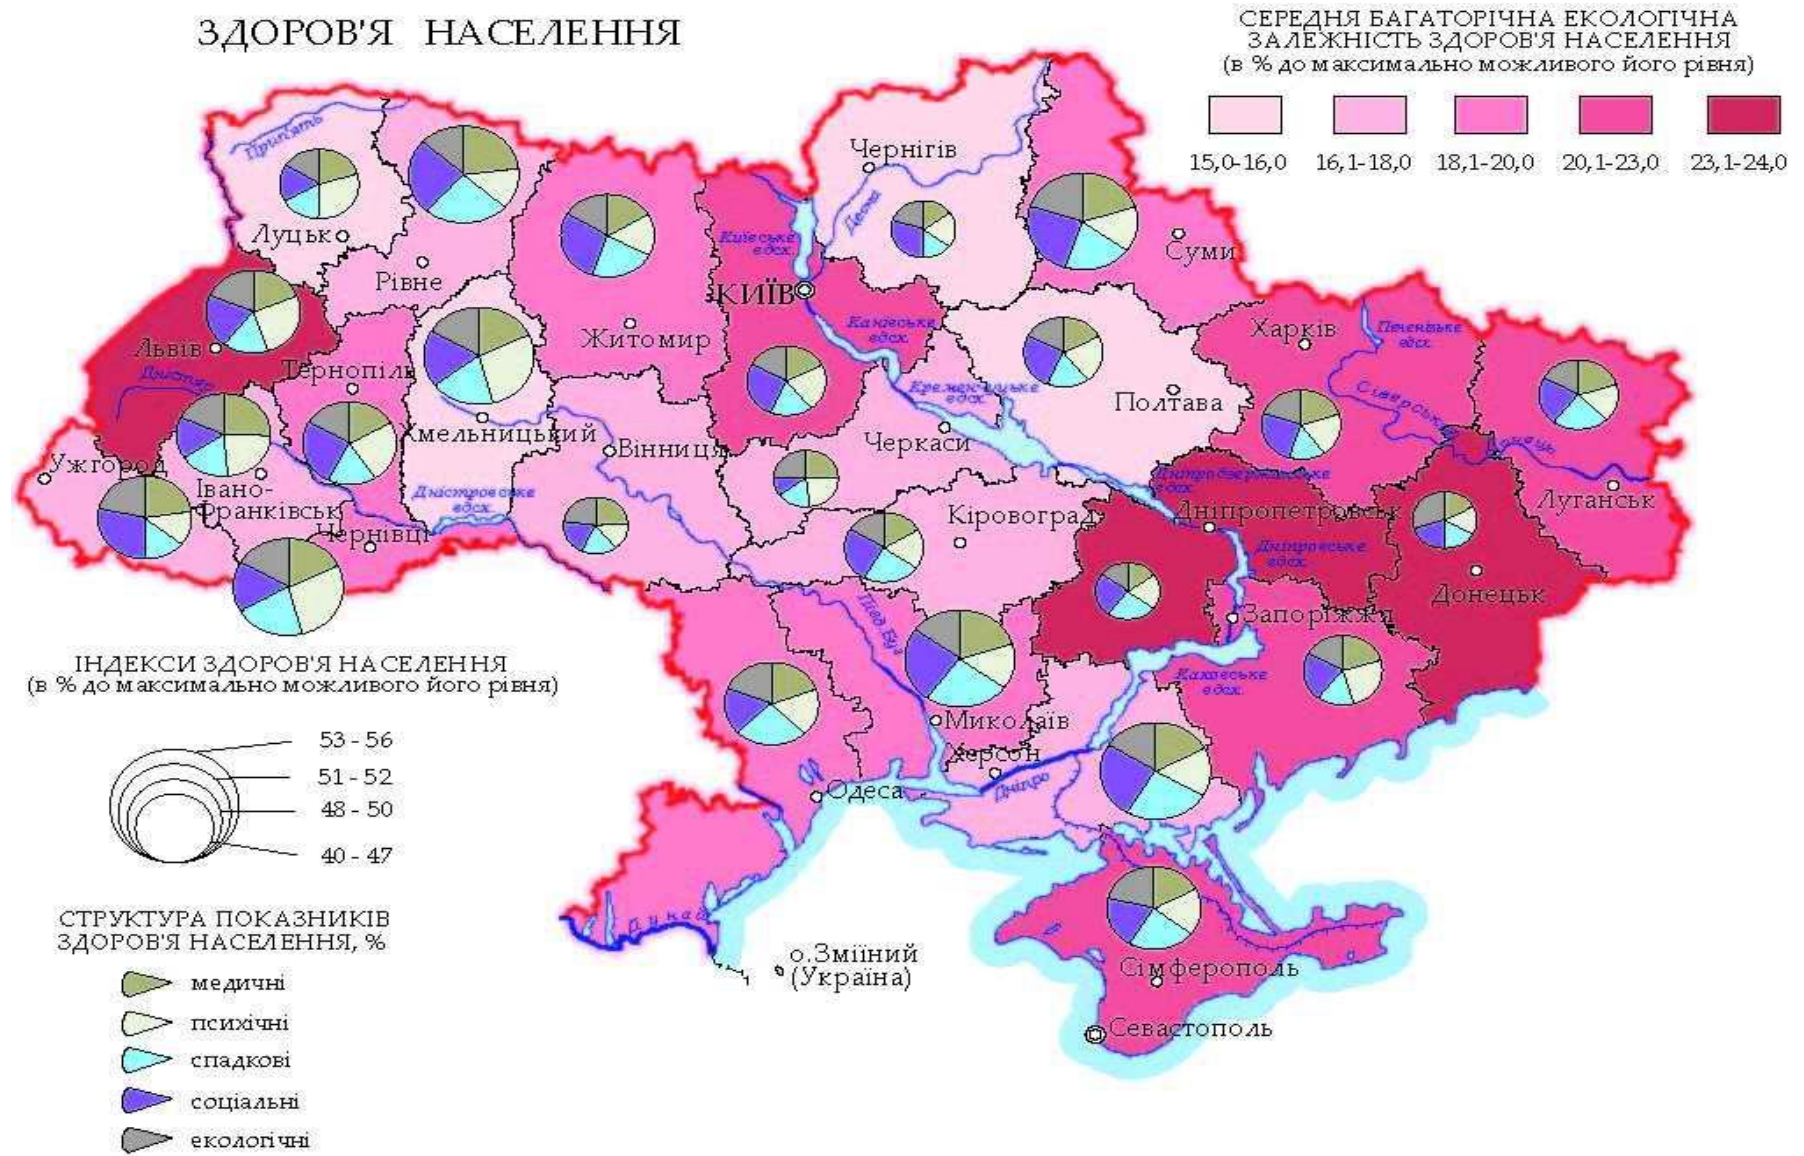 ЗДОРОВ'Я НАСЕЛЕННЯ
СЕРЕДНЯ БАГАТОРІЧНА ЕКОЛОГІЧНА
ЗАЛЕЖНІСТЬ ЗДОРОВ'Я НАСЕЛЕННЯ
(в % до максимально можливого його рівня)
15,0-16,0
16,1-18,0
18,1-20,0
20,1-23,0
23,1-24,0
Прип'ять
Чернігів
Десна
Луцьк
Київське
вдсх.
Суми
Рівне
КИЇВ
Канівське
вдсх.
Харків
Печенізьке
вдсх.
Житомир
Львів
Тернопіль
Дністер
Кременчуцьке
вдсх.
Полтава
Сіверський
Донець
Хмельницький
Вінниця
Черкаси
Ужгород
Івано-
Франківськ
Дністровське
вдсх.
Дніпродзержинське
вдсх.
Луганськ
Чернівці
Кіровоград
Дніпропетровськ
Дніпровське
вдсх.
Донецьк
Півд.Буг
Запоріжжя
Каховське
вдсх.
Миколаїв
Херсон
Дніпро
Одеса
Дунай
о.Зміїний
(Україна)
Сімферополь
Севастополь
ІНДЕКСИ ЗДОРОВ'Я НАСЕЛЕННЯ
(в % до максимально можливого його рівня)
53 - 56
51 - 52
48 - 50
40 - 47
СТРУКТУРА ПОКАЗНИКІВ
ЗДОРОВ'Я НАСЕЛЕННЯ, %
медичні
психічні
спадкові
соціальні
екологічні